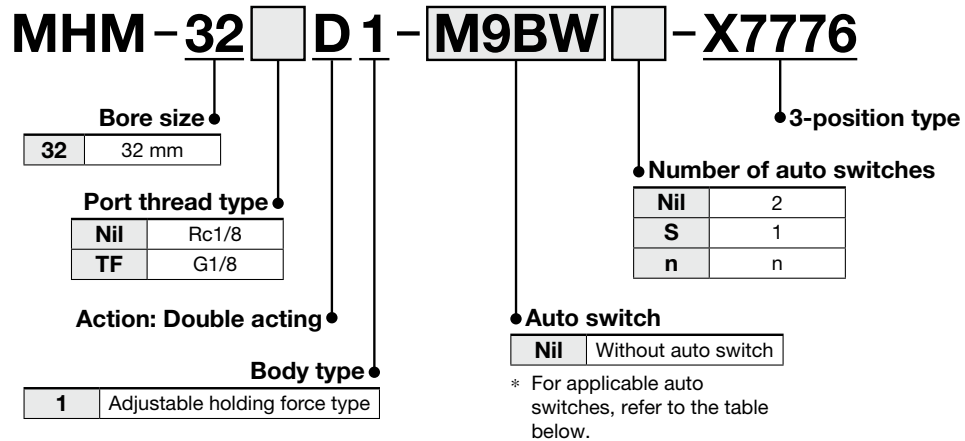 MHM-32 D1-M9BW -X7776
Bore size
32 32 mm
Port thread type
Nil Rc1/8
TF G1/8
Action: Double acting
Body type
1 Adjustable holding force type
3-position type
Number of auto switches
Nil 2
S 1
n n
Auto switch
Nil Without auto switch
* For applicable auto
switches, refer to the table
below.